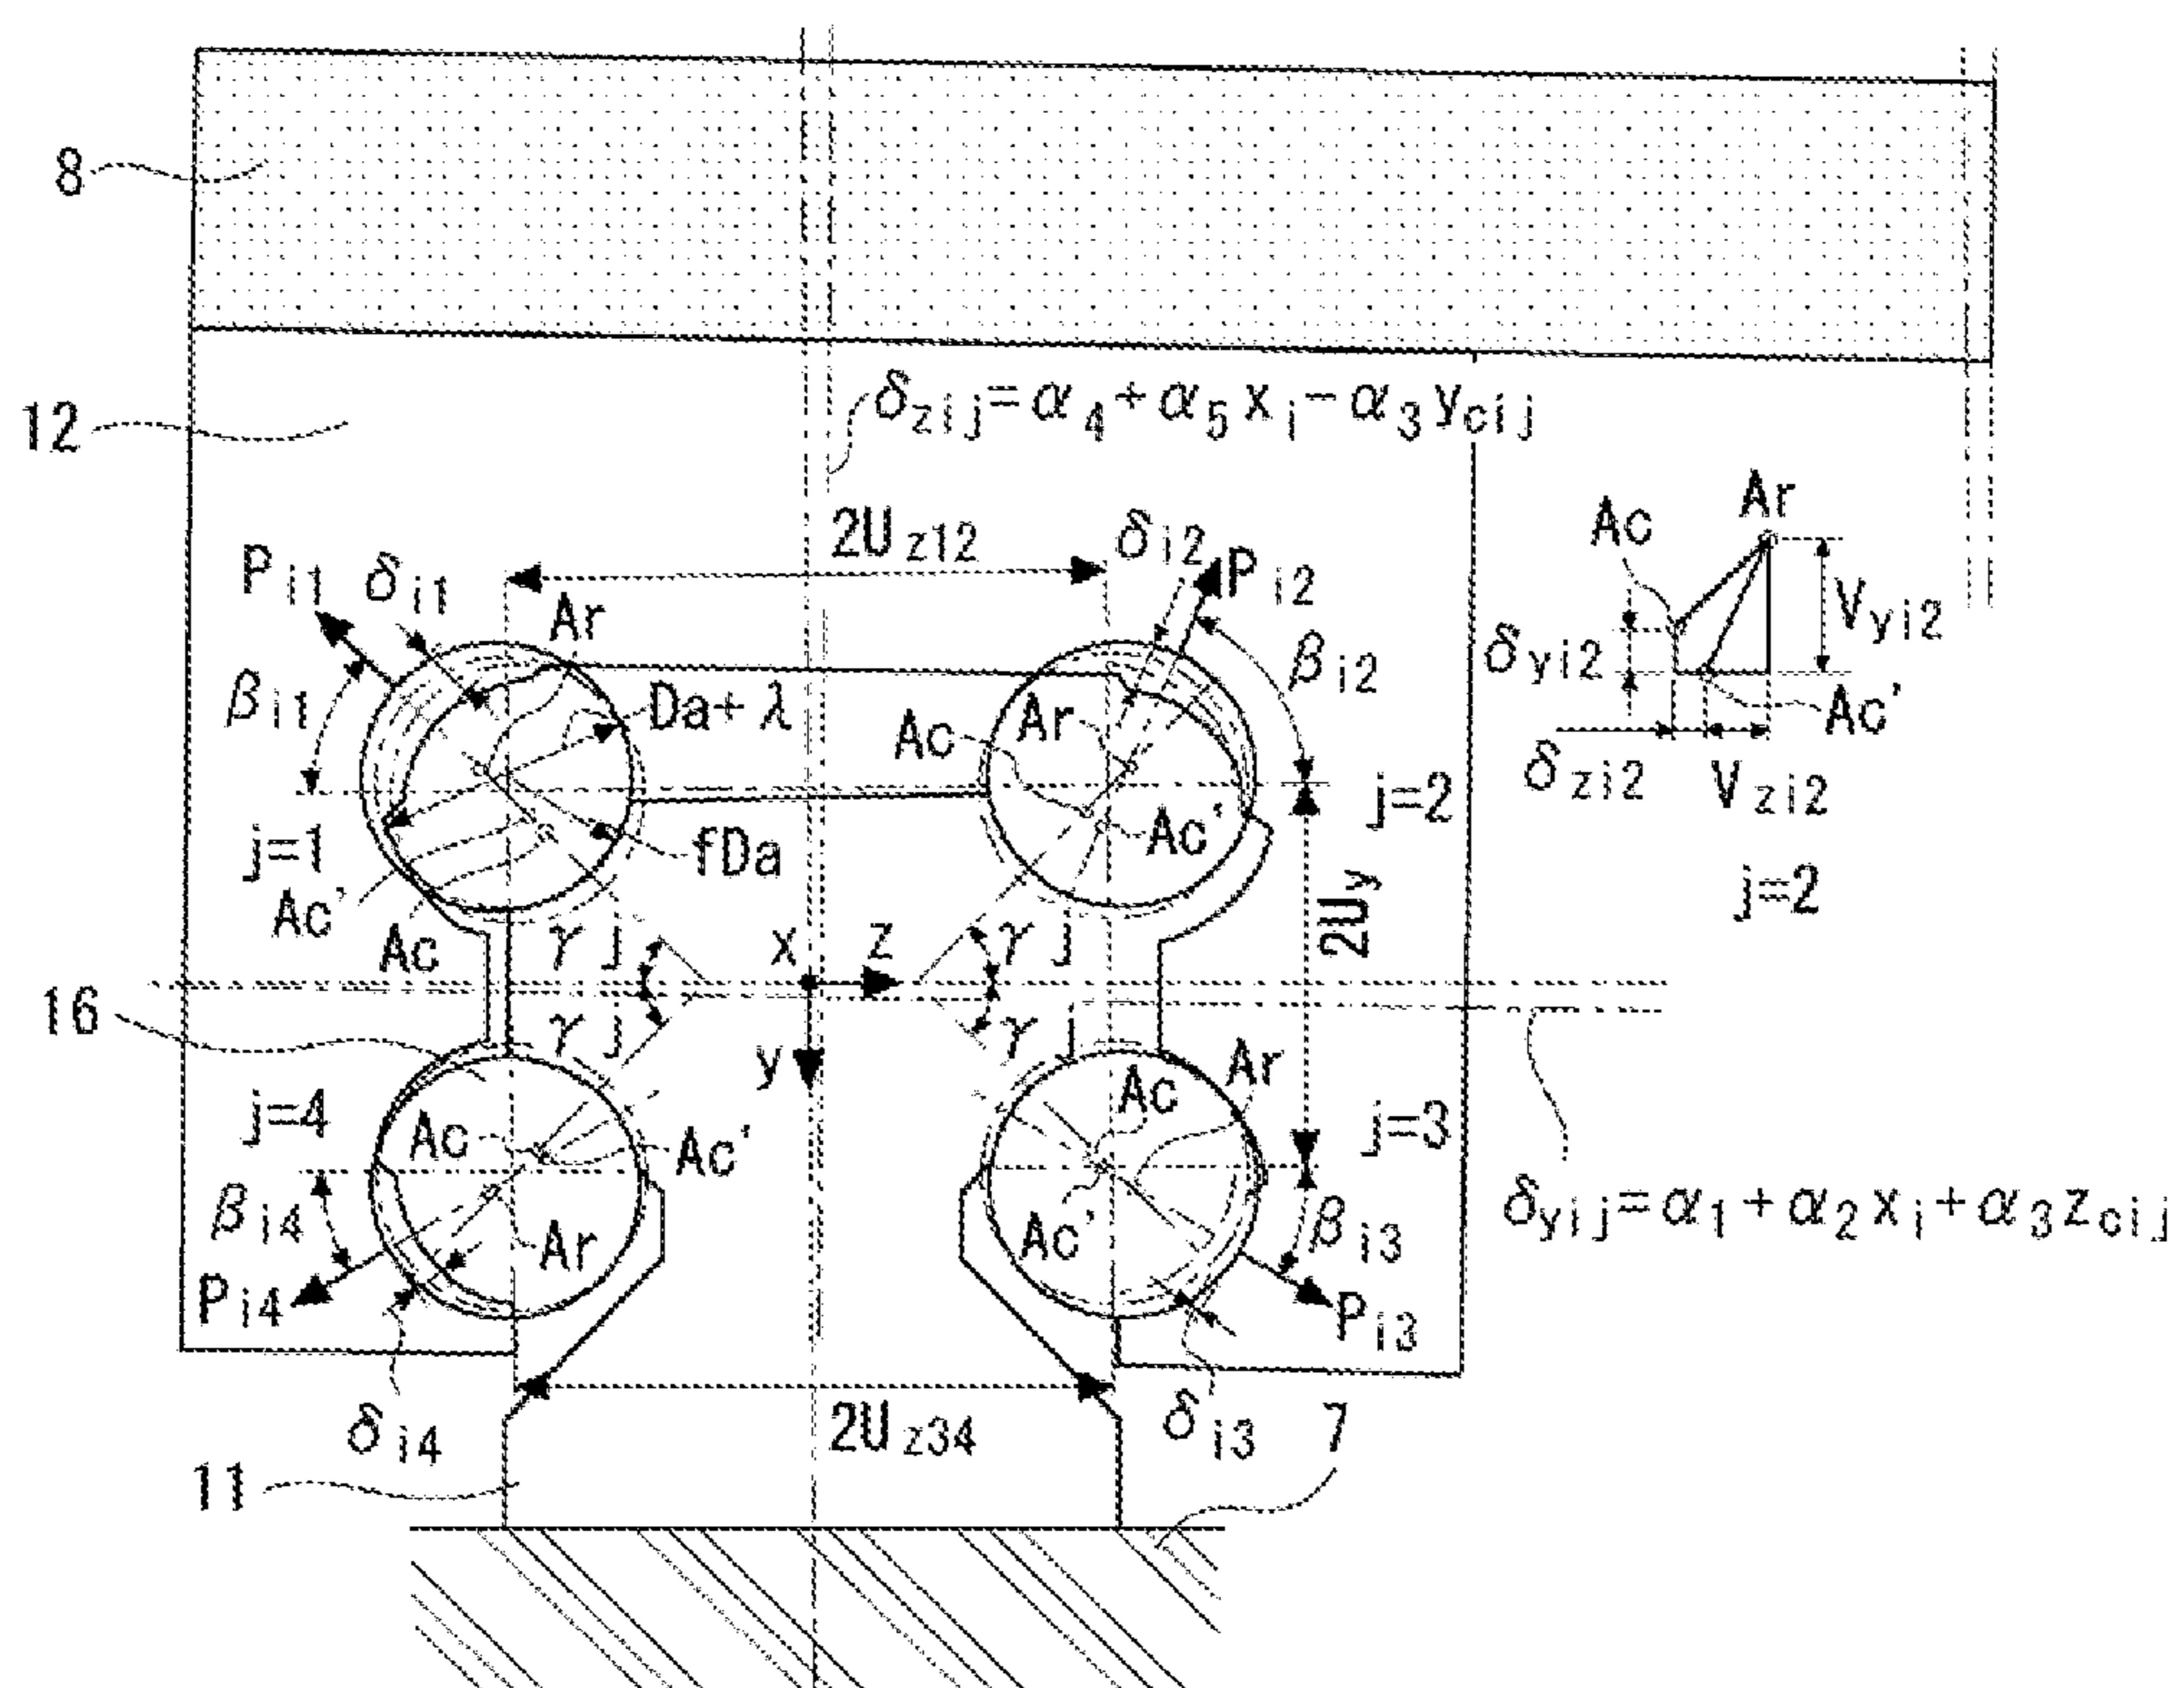 8
12
δzij=α4+α5xi−α3ycij
2Uz12
Pi1
δi1
Ar
δi2
Pi2
βi1
βi2
Da+λ
Ac
Ar
j=1
fDa
Ac'
j=2
Ac'
Ac
2Uy
Ac
Ar
Vyi2
δyi2
Ac'
δzi2
Vzi2
j=2
γj
x
z
γj
16
γj
y
γj
j=4
Ac
Ac'
Ac
Ar
j=3
βi4
Ar
Ac'
βi3
Pi4
Pi3
δyij=α1+α2xi+α3zcij
δi4
2Uz34
δi3
7
11